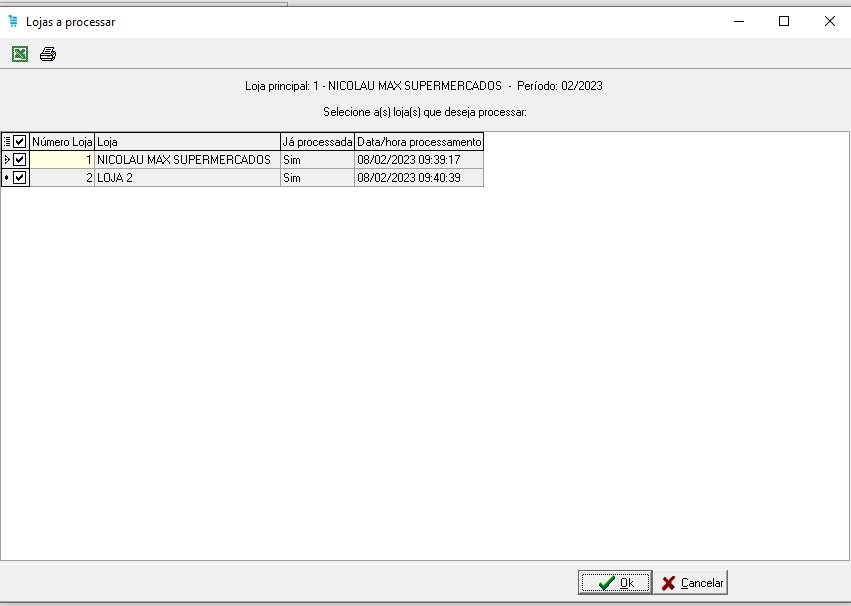 Lojas a processar
Loja principal: 1 - NICOLAU MAX SUPERMERCADOS - Período: 02/2023
Selecione a(s) loja(s) que deseja processar:
Número Loja Loja Já processada Data/hora processamento
1 NICOLAU MAX SUPERMERCADOS Sim 08/02/2023 09:39:17
2 LOJA 2 Sim 08/02/2023 09:40:39
Ok Cancelar